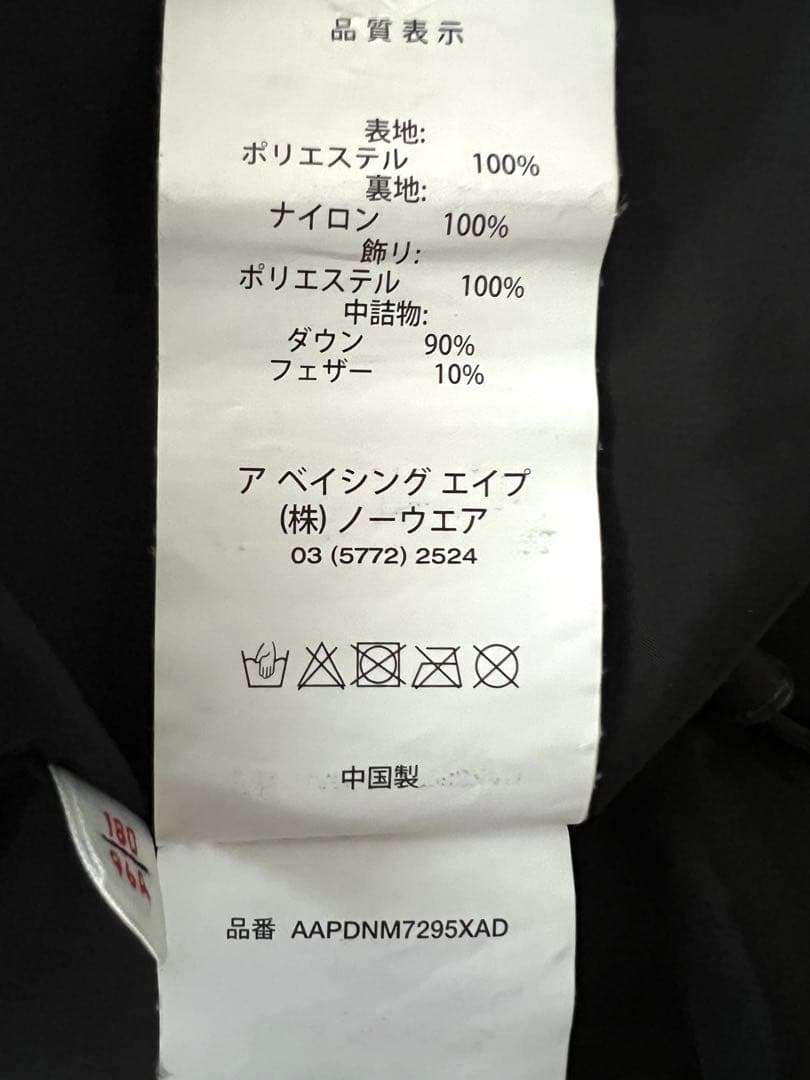 品質表示
表地:
ポリエステル 100%
裏地:
ナイロン 100%
飾り:
ポリエステル 100%
中詰物:
ダウン 90%
フェザー 10%
ア ベイシング エイプ
(株) ノーウエア
03 (5772) 2524
中国製
180
96A
品番 AAPDNM7295XAD